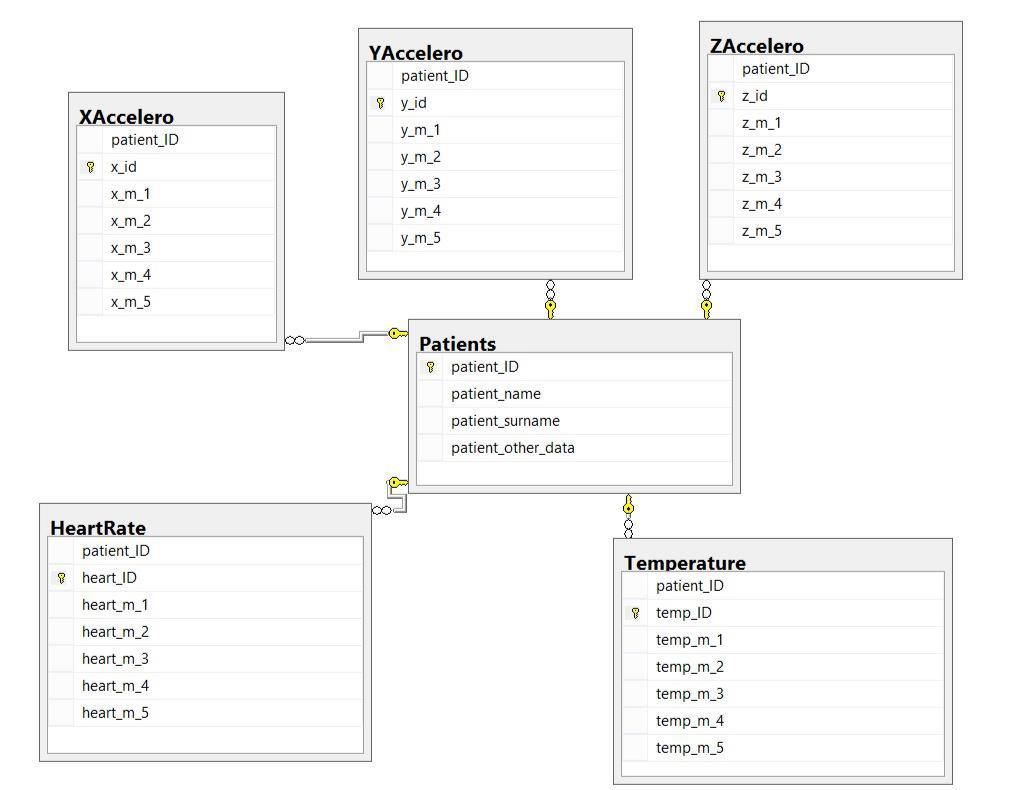 XAccelero
patient_ID
x_id
x_m_1
x_m_2
x_m_3
x_m_4
x_m_5
YAccelero
patient_ID
y_id
y_m_1
y_m_2
y_m_3
y_m_4
y_m_5
ZAccelero
patient_ID
z_id
z_m_1
z_m_2
z_m_3
z_m_4
z_m_5
Patients
patient_ID
patient_name
patient_surname
patient_other_data
HeartRate
patient_ID
heart_ID
heart_m_1
heart_m_2
heart_m_3
heart_m_4
heart_m_5
Temperature
patient_ID
temp_ID
temp_m_1
temp_m_2
temp_m_3
temp_m_4
temp_m_5